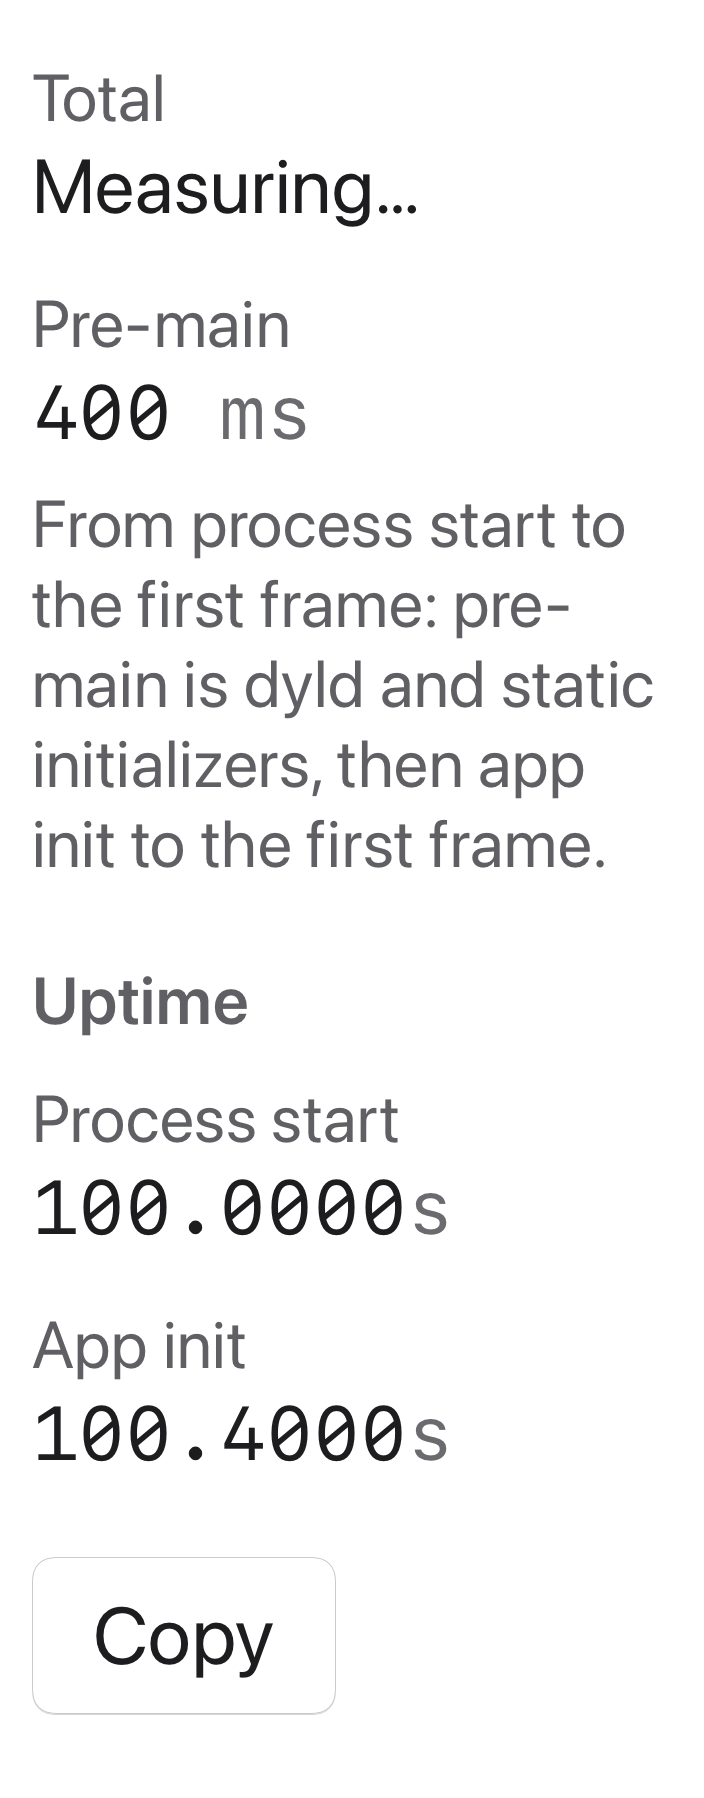 Total
Measuring…
Pre-main
400 ms
From process start to
the first frame: pre-
main is dyld and static
initializers, then app
init to the first frame.
Uptime
Process start
100.0000s
App init
100.4000s
Copy